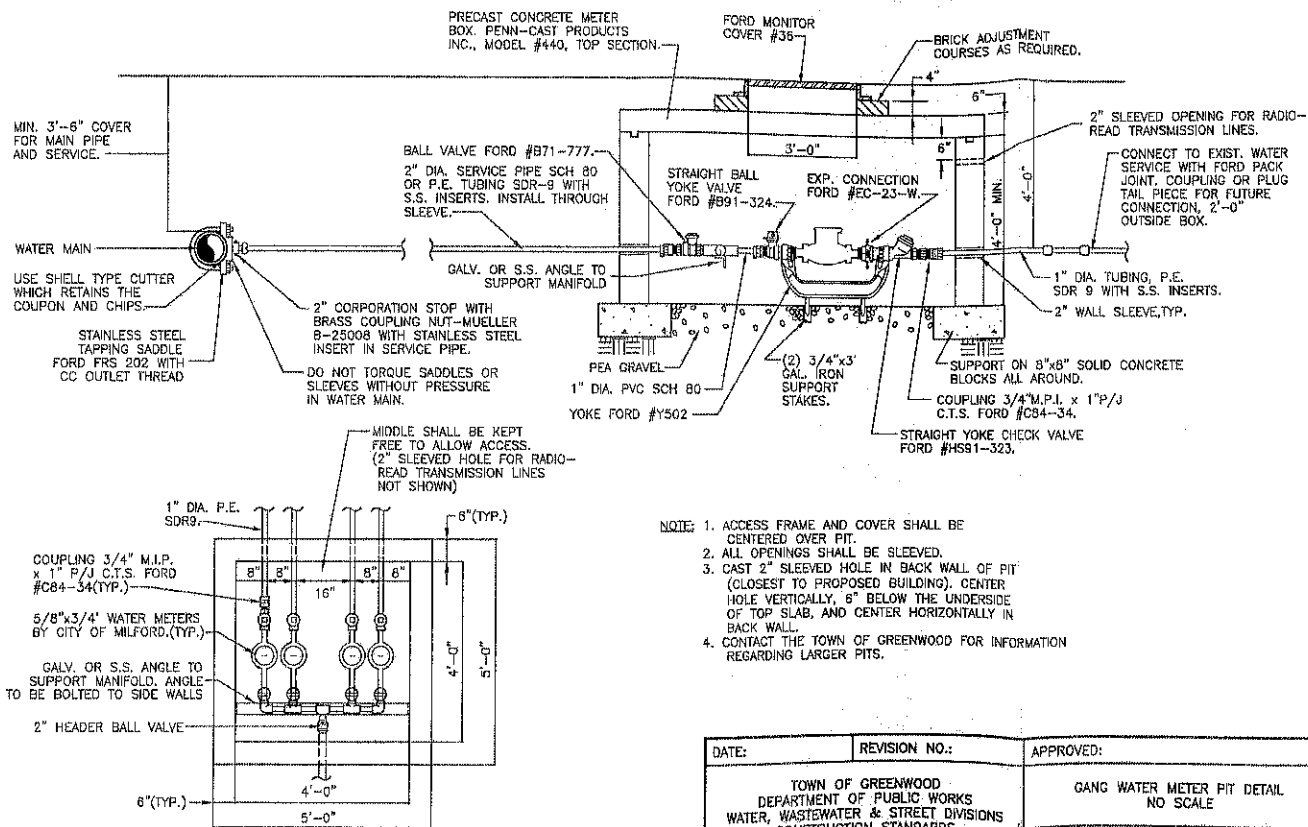 PRECAST CONCRETE METER
BOX. PENN-CAST PRODUCTS
INC., MODEL #440, TOP SECTION.
FORD MONITOR
COVER #36
BRICK ADJUSTMENT
COURSES AS REQUIRED.
4"
6"
MIN. 3'-6" COVER
FOR MAIN PIPE
AND SERVICE.
2" SLEEVED OPENING FOR RADIO-
READ TRANSMISSION LINES.
BALL VALVE FORD #B71-777.
2" DIA. SERVICE PIPE SCH 80
OR P.E. TUBING SDR-9 WITH
S.S. INSERTS. INSTALL THROUGH
SLEEVE.
3'-0"
6"
STRAIGHT BALL
YOKE VALVE
FORD #B91-324.
EXP. CONNECTION
FORD #EC-23-W.
4'-0" MIN.
4'-0"
CONNECT TO EXIST. WATER
SERVICE WITH FORD PACK
JOINT, COUPLING OR PLUG
TAIL PIECE FOR FUTURE
CONNECTION, 2'-0"
OUTSIDE BOX.
WATER MAIN
USE SHELL TYPE CUTTER
WHICH RETAINS THE
COUPON AND CHIPS.
GALV. OR S.S. ANGLE TO
SUPPORT MANIFOLD
1" DIA. TUBING, P.E.
SDR 9 WITH S.S. INSERTS.
2" WALL SLEEVE,TYP.
STAINLESS STEEL
TAPPING SADDLE
FORD FRS 202 WITH
CC OUTLET THREAD
2" CORPORATION STOP WITH
BRASS COUPLING NUT-MUELLER
B-25008 WITH STAINLESS STEEL
INSERT IN SERVICE PIPE.
DO NOT TORQUE SADDLES OR
SLEEVES WITHOUT PRESSURE
IN WATER MAIN.
PEA GRAVEL
1" DIA. PVC SCH 80
YOKE FORD #Y502
(2) 3/4"x3'
GAL. IRON
SUPPORT
STAKES.
SUPPORT ON 8"x8" SOLID CONCRETE
BLOCKS ALL AROUND.
COUPLING 3/4"M.P.I. x 1"P/J
C.T.S. FORD #C84-34.
STRAIGHT YOKE CHECK VALVE
FORD #HS91-323.
MIDDLE SHALL BE KEPT
FREE TO ALLOW ACCESS.
(2" SLEEVED HOLE FOR RADIO-
READ TRANSMISSION LINES
NOT SHOWN)
1" DIA. P.E.
SDR9.
6"(TYP.)
COUPLING 3/4" M.I.P.
x 1" P/J C.T.S. FORD
#C84-34(TYP.)
8" 8" 16" 8" 8"
5/8"x3/4' WATER METERS
BY CITY OF MILFORD.(TYP.)
4'-0"
5'-0"
GALV. OR S.S. ANGLE TO
SUPPORT MANIFOLD. ANGLE
TO BE BOLTED TO SIDE WALLS
2" HEADER BALL VALVE
4'-0"
6"(TYP.)
5'-0"
NOTE: 1. ACCESS FRAME AND COVER SHALL BE
CENTERED OVER PIT.
2. ALL OPENINGS SHALL BE SLEEVED.
3. CAST 2" SLEEVED HOLE IN BACK WALL OF PIT
(CLOSEST TO PROPOSED BUILDING). CENTER
HOLE VERTICALLY, 6" BELOW THE UNDERSIDE
OF TOP SLAB, AND CENTER HORIZONTALLY IN
BACK WALL.
4. CONTACT THE TOWN OF GREENWOOD FOR INFORMATION
REGARDING LARGER PITS.
DATE: REVISION NO.: APPROVED:
TOWN OF GREENWOOD
DEPARTMENT OF PUBLIC WORKS
WATER, WASTEWATER & STREET DIVISIONS
CONSTRUCTION STANDARDS
GANG WATER METER PIT DETAIL
NO SCALE